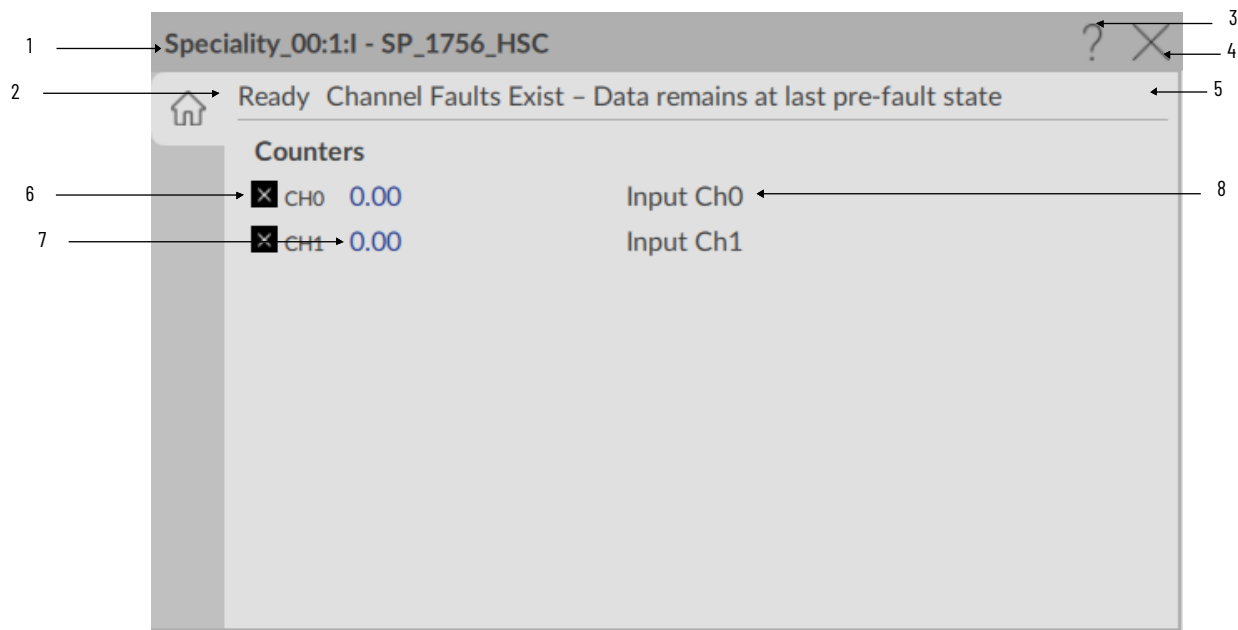 3
1 Speciality_00:1:I - SP_1756_HSC ?
4
2 Ready Channel Faults Exist – Data remains at last pre-fault state 5
Counters
6 CH0 0.00 Input Ch0 8
7 CH1 0.00 Input Ch1